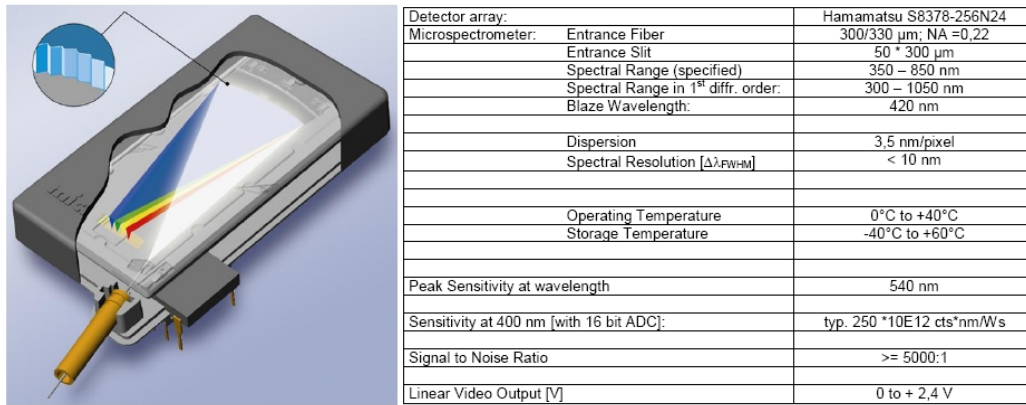 Detector array: Hamamatsu S8378-256N24
Microspectrometer: Entrance Fiber 300/330 µm; NA =0,22
Entrance Slit 50 * 300 µm
Spectral Range (specified) 350 – 850 nm
Spectral Range in 1st diffr. order: 300 – 1050 nm
Blaze Wavelength: 420 nm
Dispersion 3,5 nm/pixel
Spectral Resolution [ΔλFWHM] < 10 nm
Operating Temperature 0°C to +40°C
Storage Temperature -40°C to +60°C
Peak Sensitivity at wavelength 540 nm
Sensitivity at 400 nm [with 16 bit ADC]: typ. 250 *10E12 cts*nm/Ws
Signal to Noise Ratio >= 5000:1
Linear Video Output [V] 0 to + 2,4 V